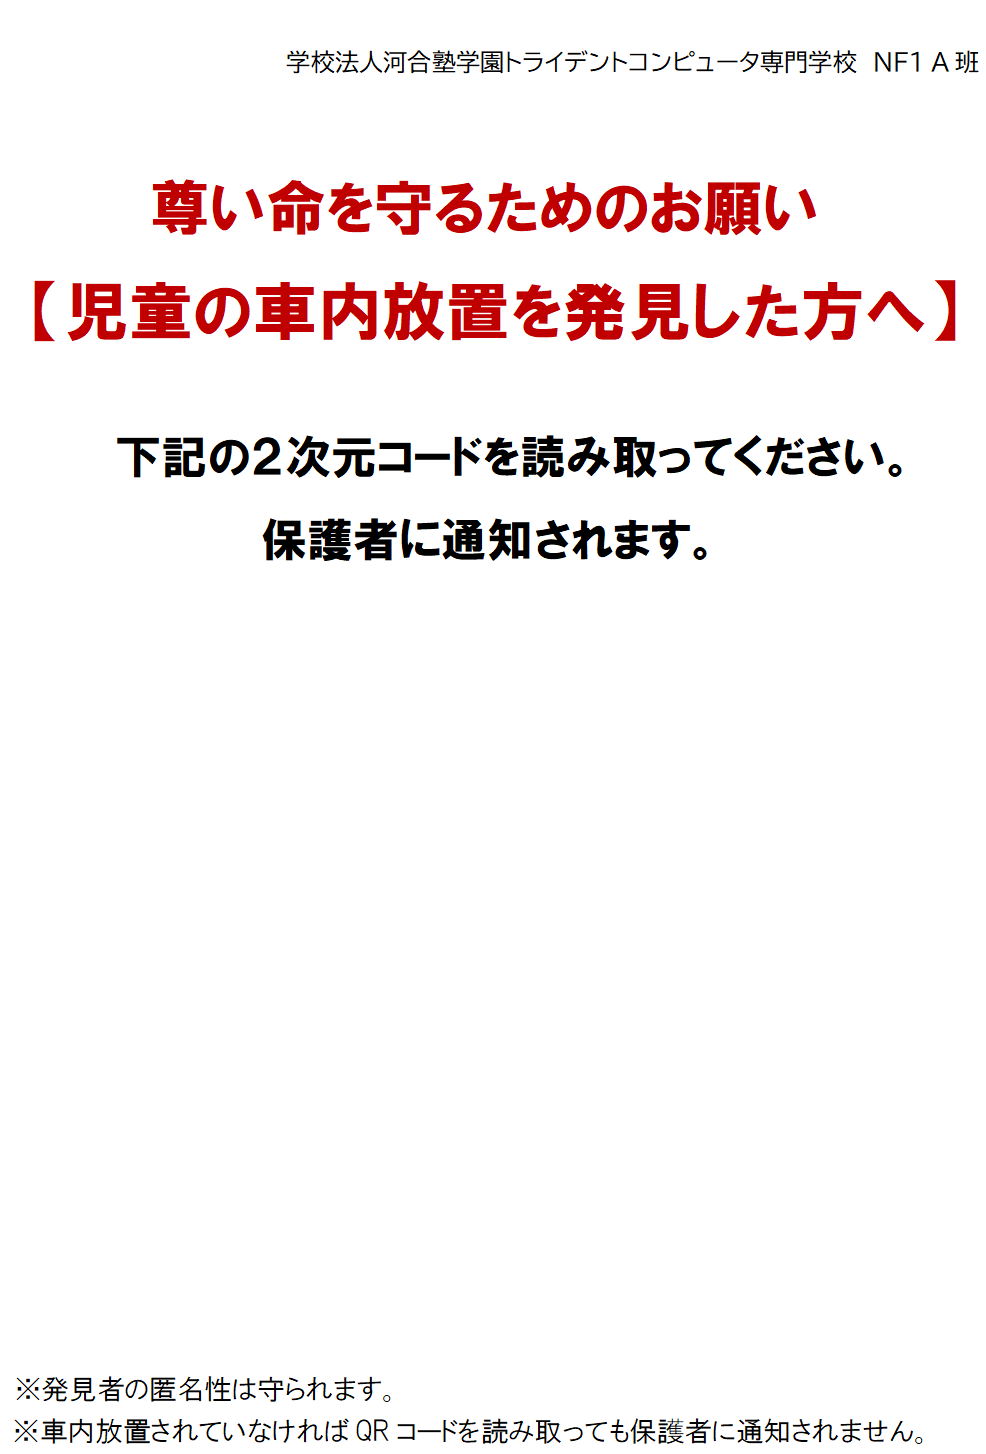 学校法人河合塾学園トライデントコンピュータ専門学校 NF1 A班
尊い命を守るためのお願い
【児童の車内放置を発見した方へ】
下記の2次元コードを読み取ってください。
保護者に通知されます。
※発見者の匿名性は守られます。
※車内放置されていなければQRコードを読み取っても保護者に通知されません。